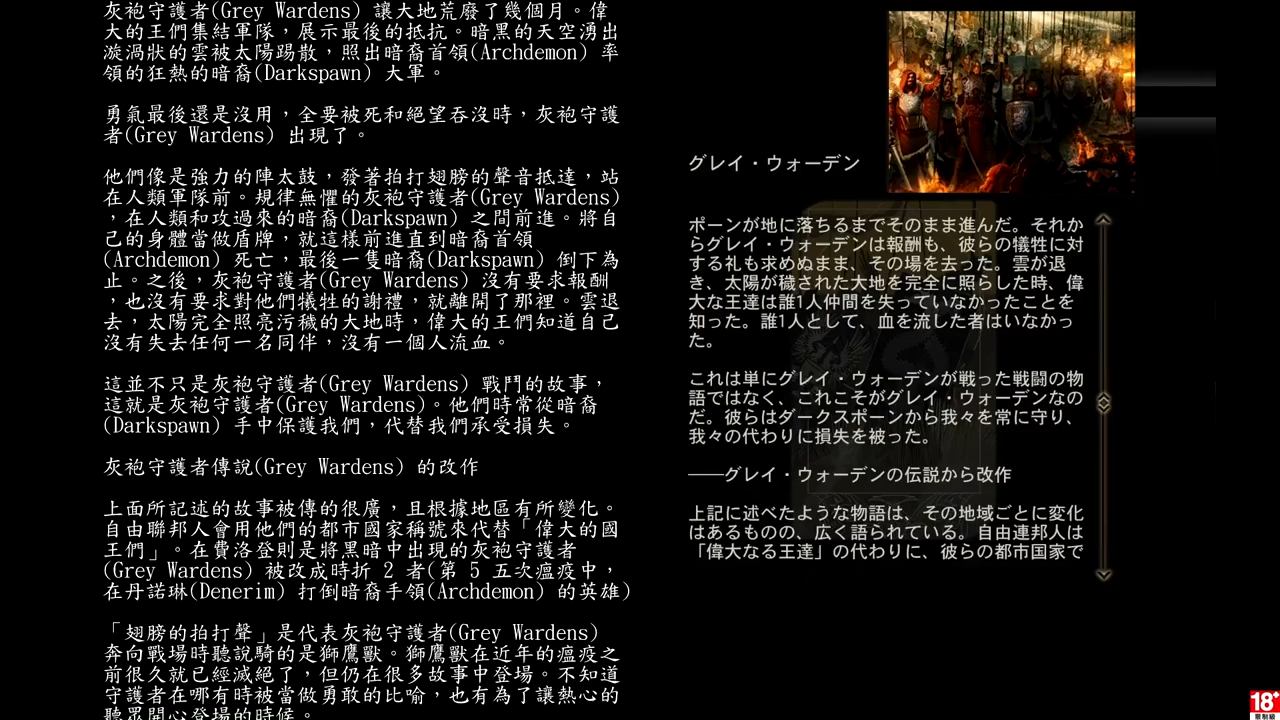 灰袍守護者(Grey Wardens) 讓大地荒廢了幾個月。偉
大的王們集結軍隊，展示最後的抵抗。暗黑的天空湧出
漩渦狀的雲被太陽踢散，照出暗裔首領(Archdemon) 率
領的狂熱的暗裔(Darkspawn) 大軍。
勇氣最後還是沒用，全要被死和絕望吞沒時，灰袍守護
者(Grey Wardens) 出現了。
他們像是強力的陣太鼓，發著拍打翅膀的聲音抵達，站
在人類軍隊前。規律無懼的灰袍守護者(Grey Wardens)
，在人類和攻過來的暗裔(Darkspawn) 之間前進。將自
己的身體當做盾牌，就這樣前進直到暗裔首領
(Archdemon) 死亡，最後一隻暗裔(Darkspawn) 倒下為
止。之後，灰袍守護者(Grey Wardens) 沒有要求報酬
，也沒有要求對他們犧牲的謝禮，就離開了那裡。雲退
去，太陽完全照亮污穢的大地時，偉大的王們知道自己
沒有失去任何一名同伴，沒有一個人流血。
這並不只是灰袍守護者(Grey Wardens) 戰鬥的故事，
這就是灰袍守護者(Grey Wardens)。他們時常從暗裔
(Darkspawn) 手中保護我們，代替我們承受損失。
灰袍守護者傳說(Grey Wardens) 的改作
上面所記述的故事被傳的很廣，且根據地區有所變化。
自由聯邦人會用他們的都市國家稱號來代替「偉大的國
王們」。在費洛登則是將黑暗中出現的灰袍守護者
(Grey Wardens) 被改成時折 2 者(第 5 五次瘟疫中，
在丹諾琳(Denerim) 打倒暗裔手領(Archdemon) 的英雄)
「翅膀的拍打聲」是代表灰袍守護者(Grey Wardens)
奔向戰場時聽說騎的是獅鷹獸。獅鷹獸在近年的瘟疫之
前很久就已經滅絕了，但仍在很多故事中登場。不知道
守護者在哪有時被當做勇敢的比喻，也有為了讓熱心的
聽眾開心登場的時候。
グレイ・ウォーデン
ポーンが地に落ちるまでそのまま進んだ。それか
らグレイ・ウォーデンは報酬も、彼らの犠牲に対
する礼も求めぬまま、その場を去った。雲が退
き、太陽が穢された大地を完全に照らした時、偉
大な王達は誰1人仲間を失っていなかったことを
知った。誰1人として、血を流した者はいなかっ
た。
これは単にグレイ・ウォーデンが戦った戦闘の物
語ではなく、これこそがグレイ・ウォーデンなの
だ。彼らはダークスポーンから我々を常に守り、
我々の代わりに損失を被った。
――グレイ・ウォーデンの伝説から改作
上記に述べたような物語は、その地域ごとに変化
はあるものの、広く語られている。自由連邦人は
「偉大なる王達」の代わりに、彼らの都市国家で
18+
限制級